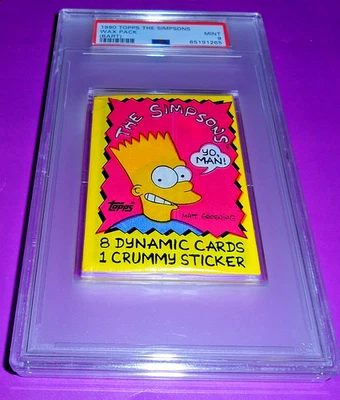 1990 TOPPS THE SIMPSONS
WAX PACK
(BART)
MINT
9
65191265
PSA
THE SIMPSONS
YO,
MAN!
TOPPS
MATT GROENING
8 DYNAMIC CARDS
1 CRUMMY STICKER